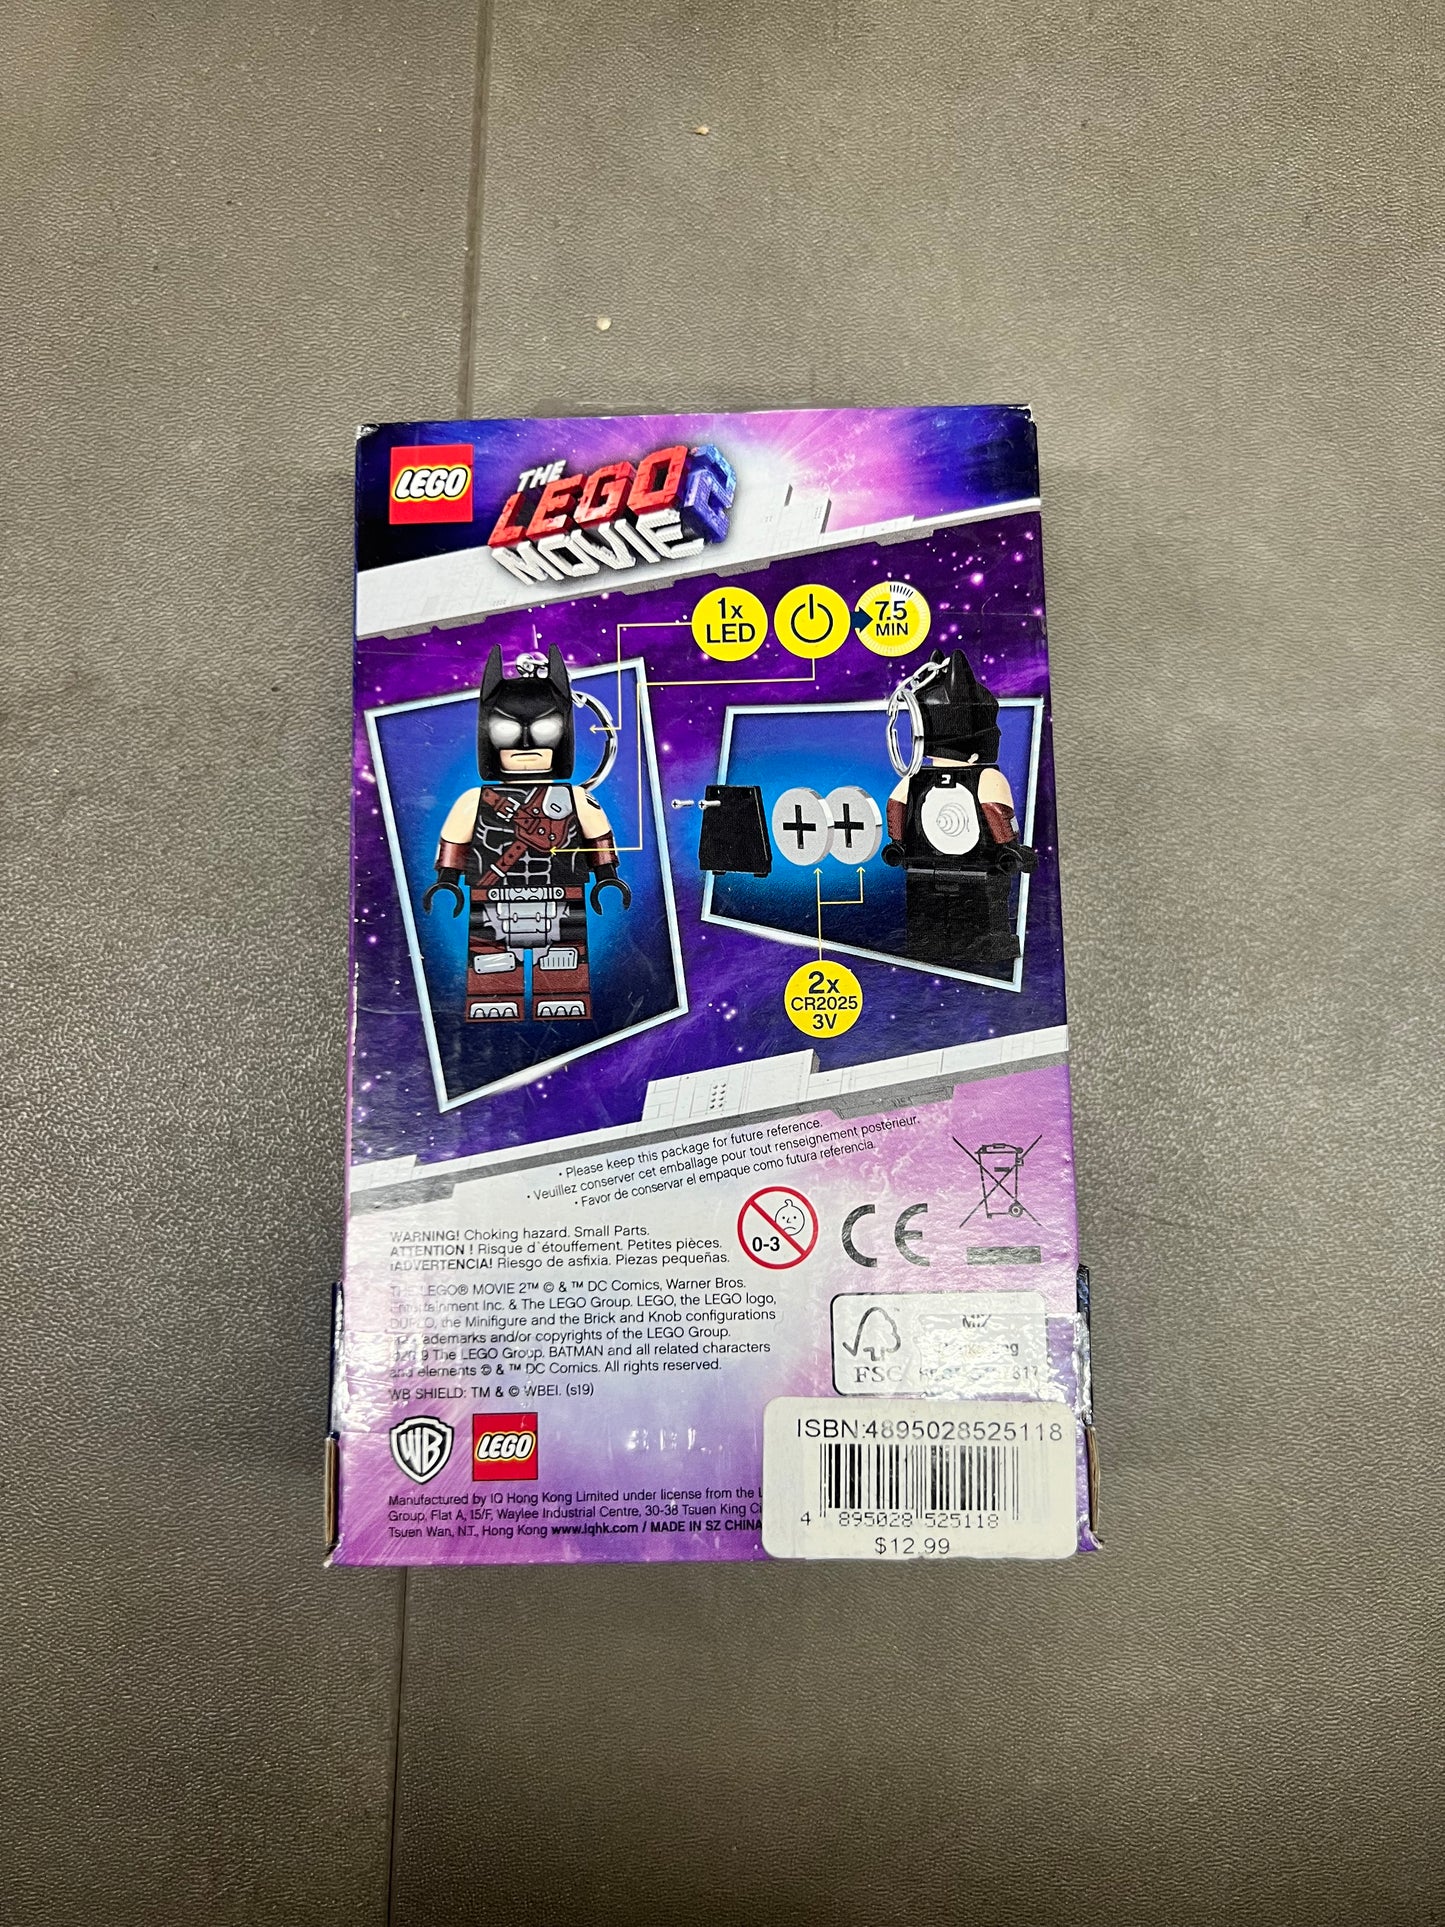 LEGO
THE
LEGO 2
MOVIE
1x
LED
7.5
MIN
2x
CR2025
3V
• Please keep this package for future reference.
• Veuillez conserver cet emballage pour tout renseignement postérieur.
• Favor de conservar el empaque como futura referencia.
WARNING! Choking hazard. Small Parts.
ATTENTION ! Risque d`étouffement. Petites pièces.
¡ADVERTENCIA! Riesgo de asfixia. Piezas pequeñas.
0-3
CE
THE LEGO® MOVIE 2™ © & ™ DC Comics, Warner Bros.
Entertainment Inc. & The LEGO Group. LEGO, the LEGO logo,
DUPLO, the Minifigure and the Brick and Knob configurations
are trademarks and/or copyrights of the LEGO Group.
©2019 The LEGO Group. BATMAN and all related characters
and elements © & ™ DC Comics. All rights reserved.
WB SHIELD: TM & © WBEI. (s19)
MIX
FSC
WB
LEGO
Manufactured by IQ Hong Kong Limited under license from the
Group, Flat A, 15/F, Waylee Industrial Centre, 30-38 Tsuen King
Tsuen Wan, N.T., Hong Kong www.iqhk.com / MADE IN SZ CHINA
ISBN:4895028525118
4 895028 525118
$12.99